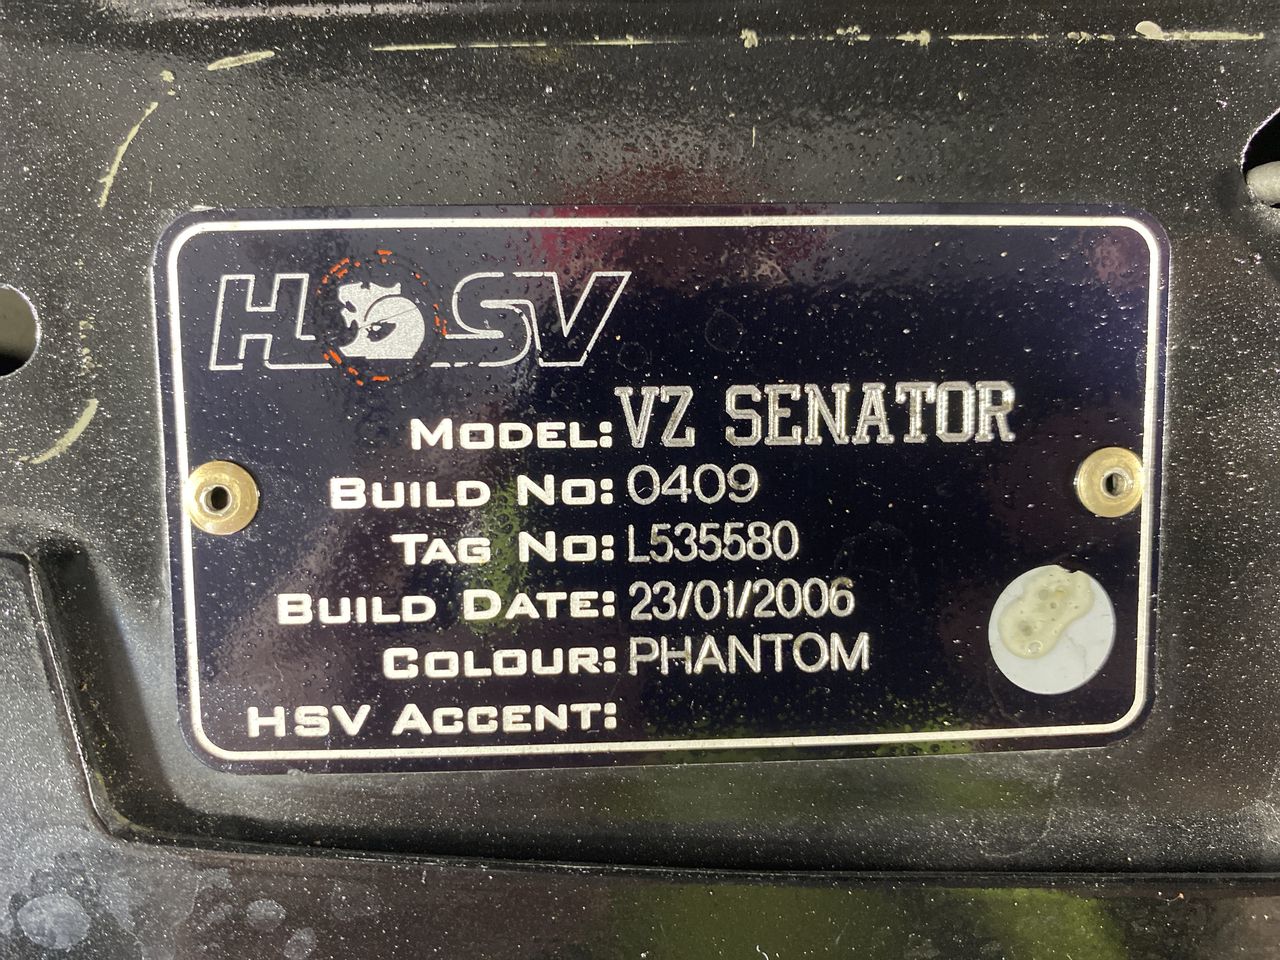 HSV
MODEL: VZ SENATOR
BUILD NO: 0409
TAG NO: L535580
BUILD DATE: 23/01/2006
COLOUR: PHANTOM
HSV ACCENT: